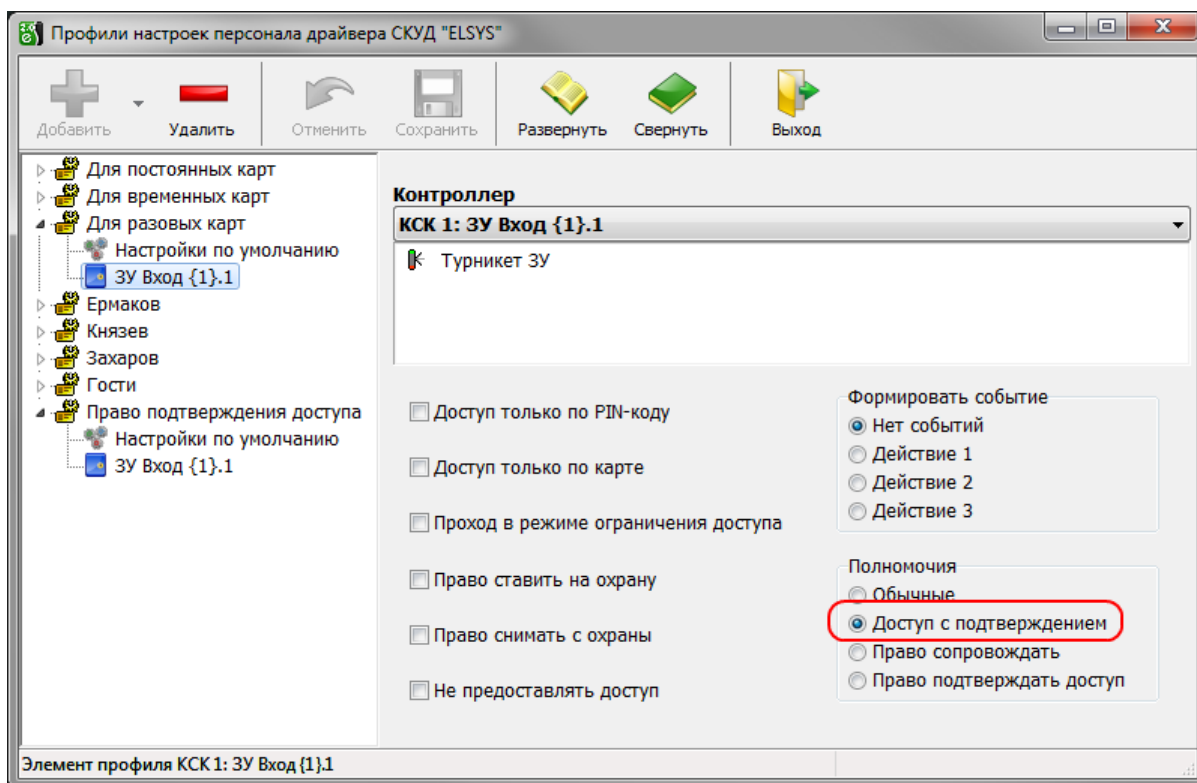 Профили настроек персонала драйвера СКУД "ELSYS"
Добавить Удалить Отменить Сохранить Развернуть Свернуть Выход
Для постоянных карт
Для временных карт
Для разовых карт
Настройки по умолчанию
ЗУ Вход {1}.1
Ермаков
Князев
Захаров
Гости
Право подтверждения доступа
Настройки по умолчанию
ЗУ Вход {1}.1
Контроллер
КСК 1: ЗУ Вход {1}.1
Турникет ЗУ
Доступ только по PIN-коду
Доступ только по карте
Проход в режиме ограничения доступа
Право ставить на охрану
Право снимать с охраны
Не предоставлять доступ
Формировать событие
Нет событий
Действие 1
Действие 2
Действие 3
Полномочия
Обычные
Доступ с подтверждением
Право сопровождать
Право подтверждать доступ
Элемент профиля КСК 1: ЗУ Вход {1}.1